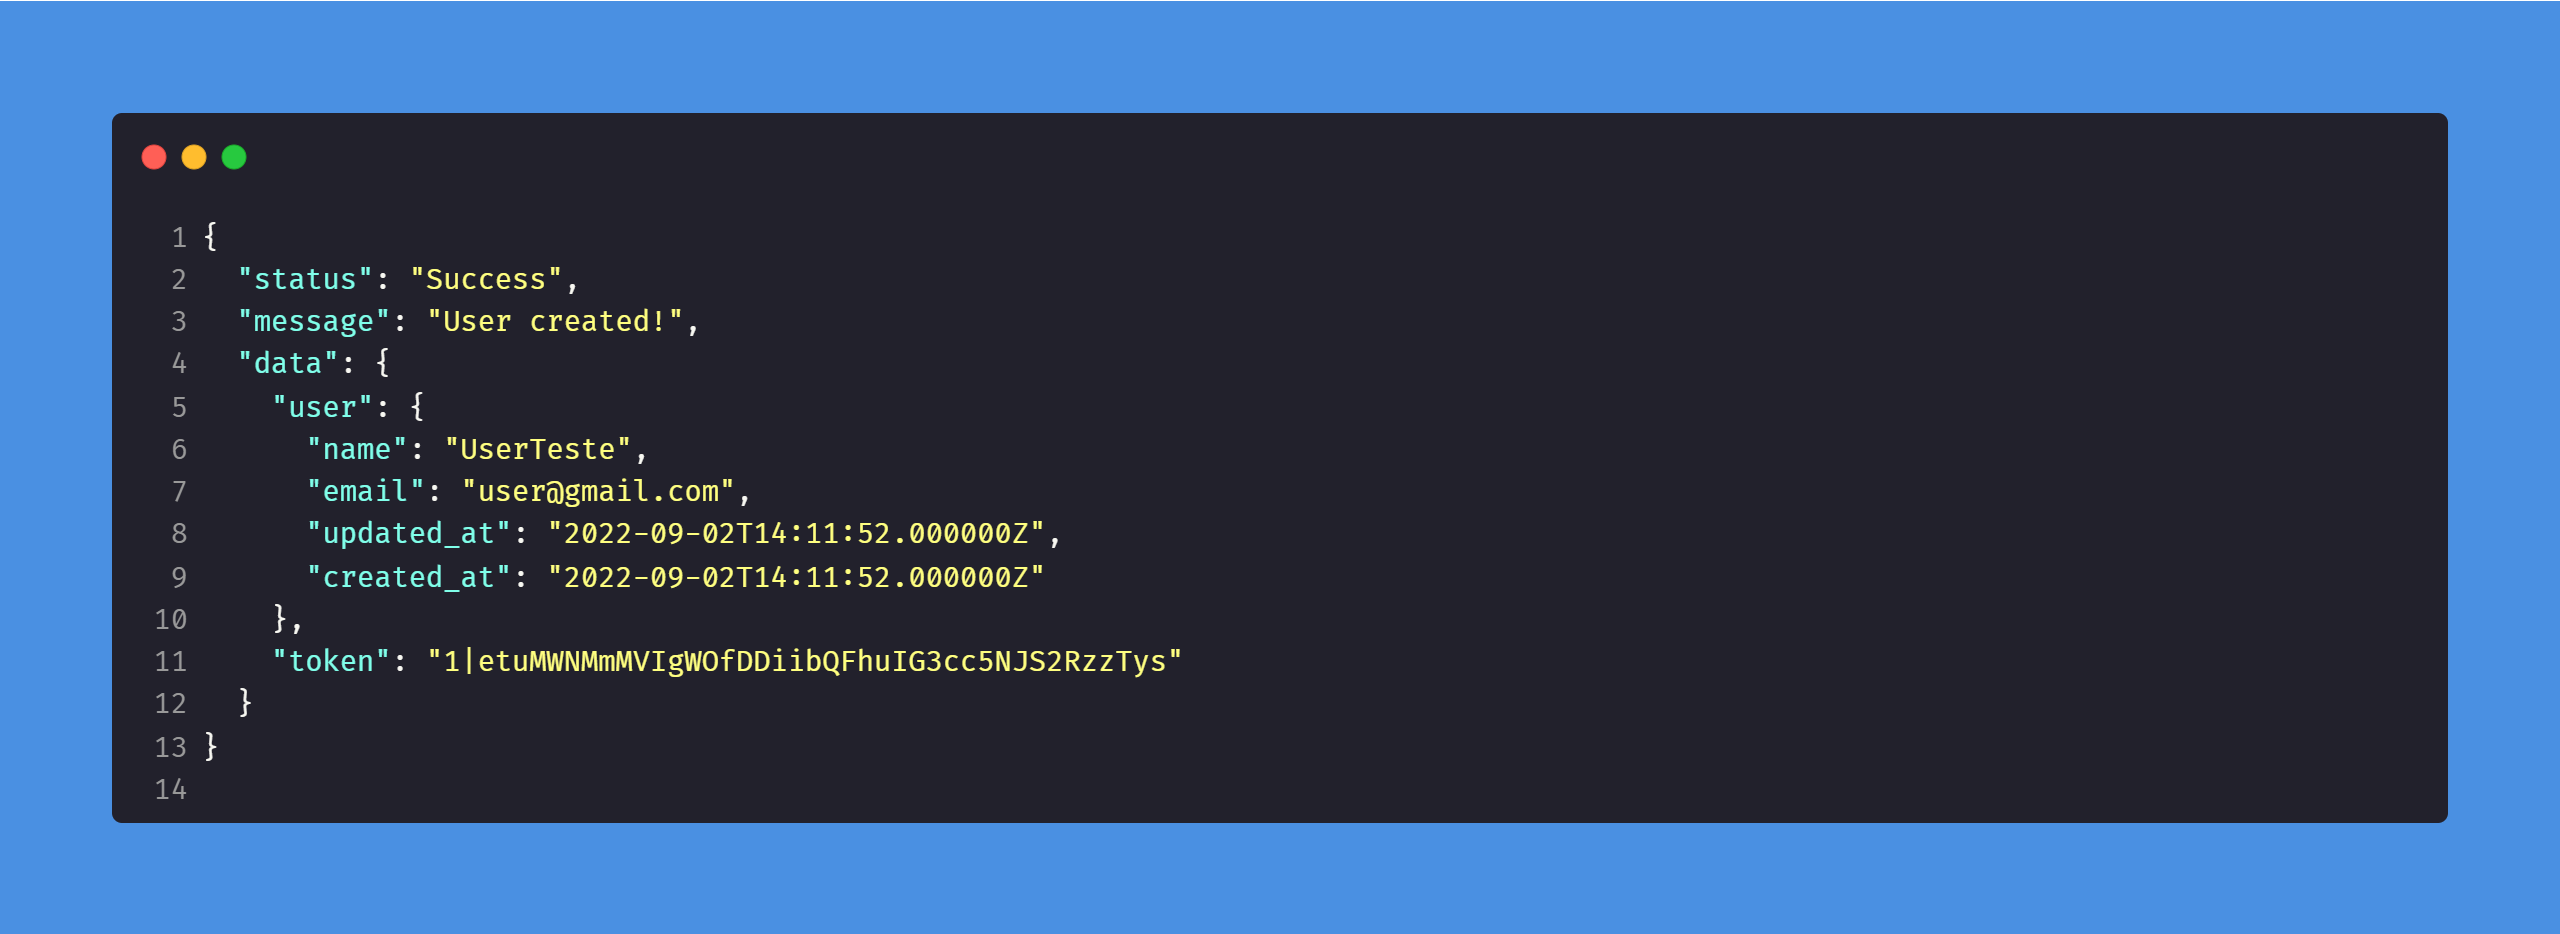 1 {
2 "status": "Success",
3 "message": "User created!",
4 "data": {
5 "user": {
6 "name": "UserTeste",
7 "email": "user@gmail.com",
8 "updated_at": "2022-09-02T14:11:52.000000Z",
9 "created_at": "2022-09-02T14:11:52.000000Z"
10 },
11 "token": "1|etuMWNMmMVIgWOfDDiibQFhuIG3cc5NJS2RzzTys"
12 }
13 }
14